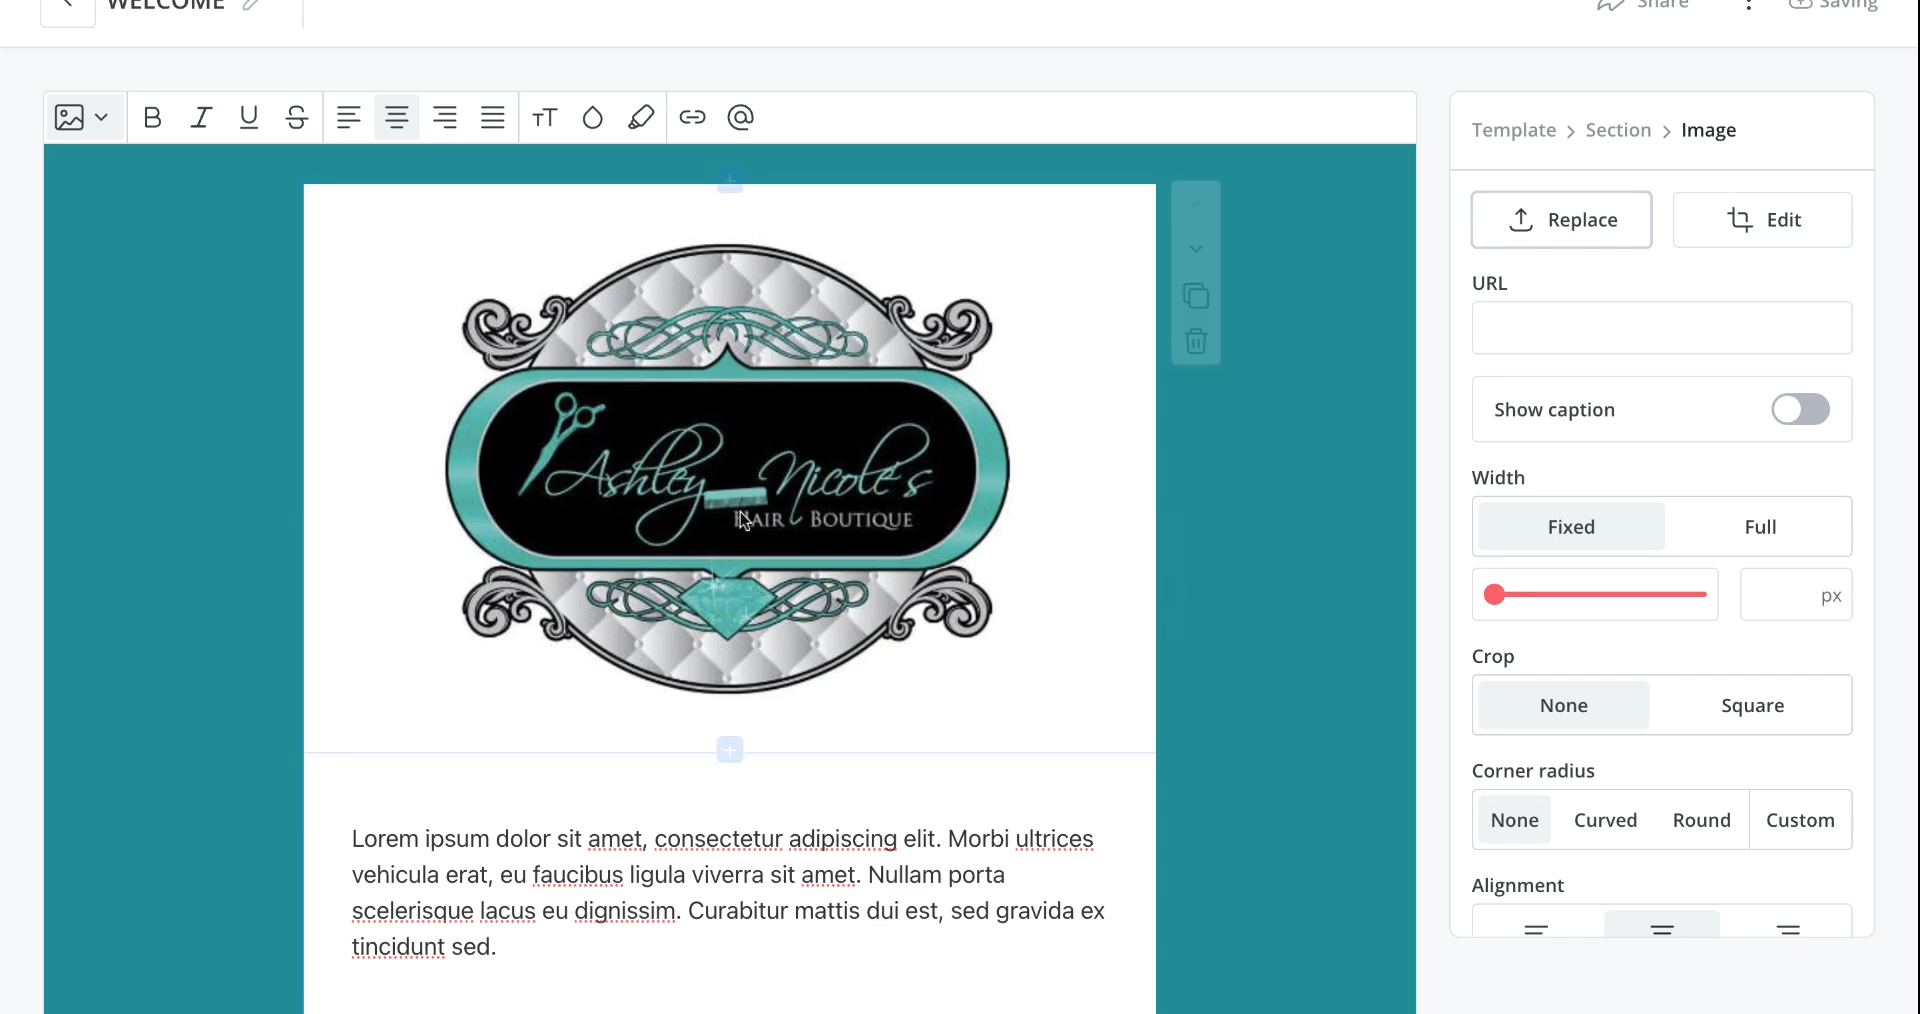 WELCOME
Share
Saving
B
I
U
S
TT
@
Template > Section > Image
Replace
Edit
URL
Show caption
Width
Fixed
Full
px
Crop
None
Square
Corner radius
None
Curved
Round
Custom
Alignment
Ashley Nicole's
Hair Boutique
Lorem ipsum dolor sit amet, consectetur adipiscing elit. Morbi ultrices
vehicula erat, eu faucibus ligula viverra sit amet. Nullam porta
scelerisque lacus eu dignissim. Curabitur mattis dui est, sed gravida ex
tincidunt sed.